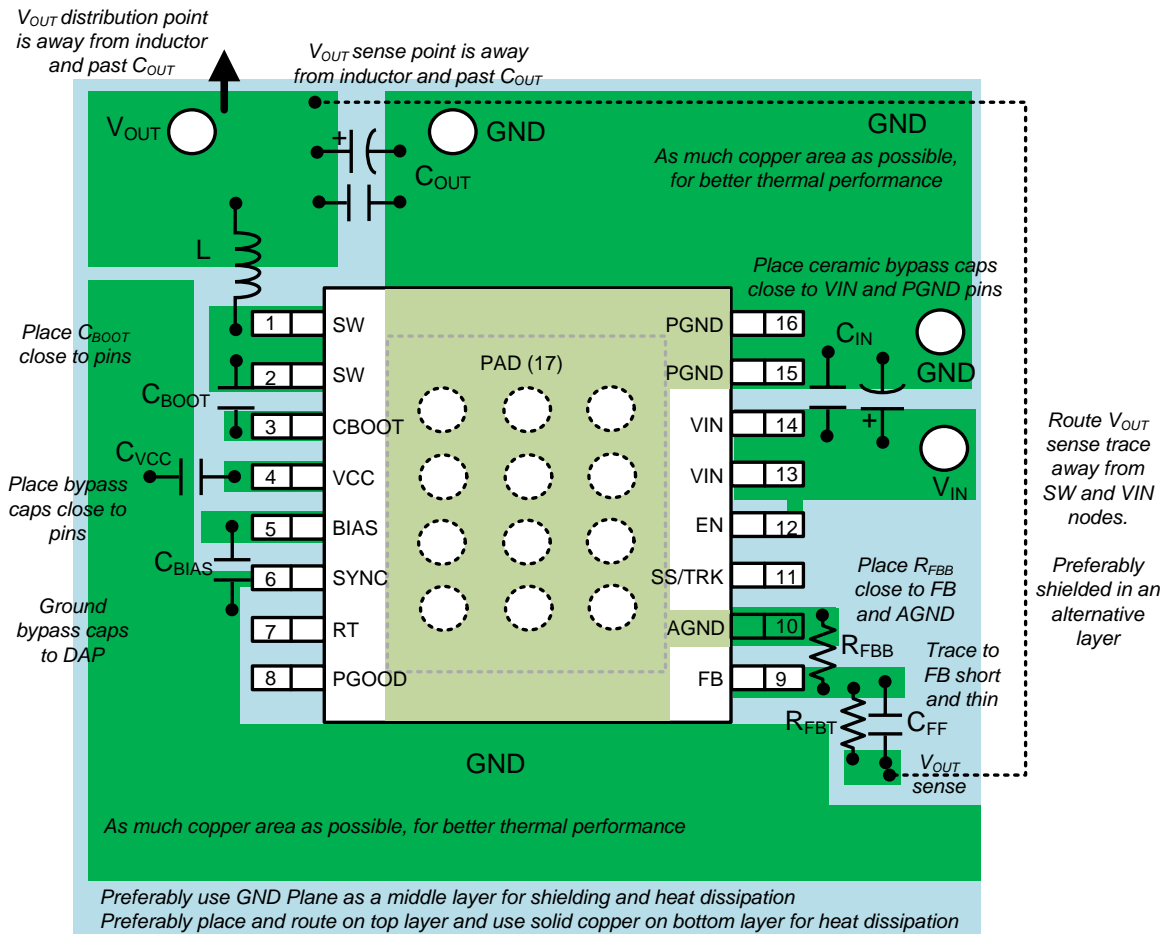 VOUT distribution point
is away from inductor
and past COUT
VOUT sense point is away
from inductor and past COUT
VOUT
+
COUT
GND
GND
As much copper area as possible,
for better thermal performance
L
Place ceramic bypass caps
close to VIN and PGND pins
Place CBOOT
close to pins
CBOOT
CVCC
Place bypass
caps close to
pins
CBIAS
Ground
bypass caps
to DAP
1 SW
2 SW
3 CBOOT
4 VCC
5 BIAS
6 SYNC
7 RT
8 PGOOD
PAD (17)
PGND 16
PGND 15
VIN 14
VIN 13
EN 12
SS/TRK 11
AGND 10
FB 9
CIN
+
GND
VIN
Route VOUT
sense trace
away from
SW and VIN
nodes.
Preferably
shielded in an
alternative
layer
Place RFBB
close to FB
and AGND
RFBB
Trace to
FB short
and thin
RFBT
CFF
VOUT
sense
GND
As much copper area as possible, for better thermal performance
Preferably use GND Plane as a middle layer for shielding and heat dissipation
Preferably place and route on top layer and use solid copper on bottom layer for heat dissipation